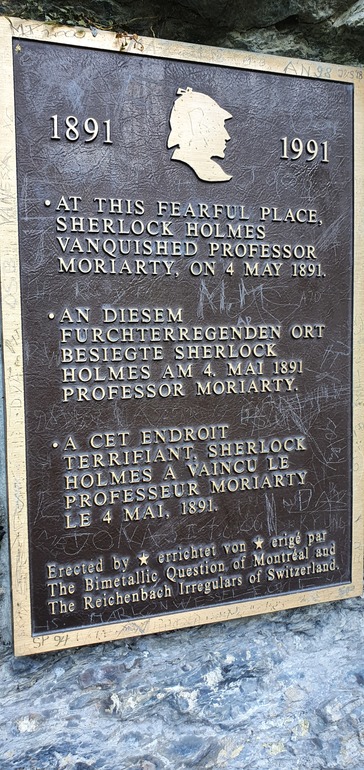 1891
1991
• AT THIS FEARFUL PLACE,
SHERLOCK HOLMES
VANQUISHED PROFESSOR
MORIARTY, ON 4 MAY 1891.
• AN DIESEM
FURCHTERREGENDEN ORT
BESIEGTE SHERLOCK
HOLMES AM 4. MAI 1891
PROFESSOR MORIARTY.
• A CET ENDROIT
TERRIFIANT, SHERLOCK
HOLMES A VAINCU LE
PROFESSEUR MORIARTY
LE 4 MAI, 1891.
Erected by ★ errichtet von ★ erigé par
The Bimetallic Question of Montréal and
The Reichenbach Irregulars of Switzerland.
SP 94